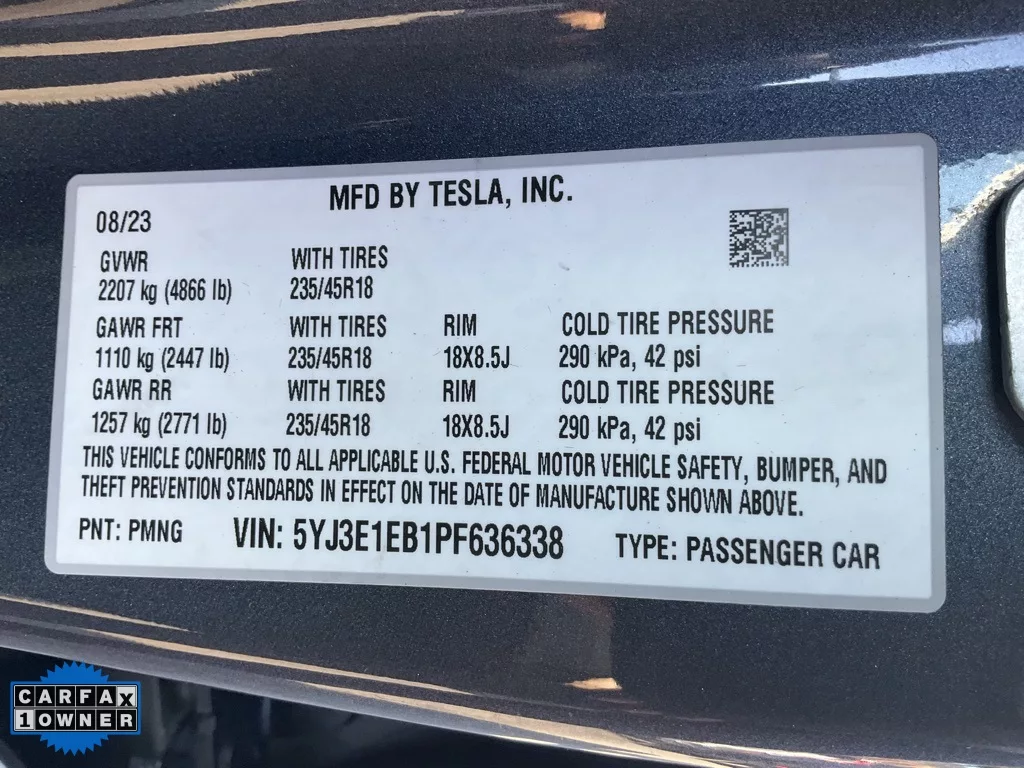 MFD BY TESLA, INC.
08/23
GVWR WITH TIRES
2207 kg (4866 lb) 235/45R18
GAWR FRT WITH TIRES RIM COLD TIRE PRESSURE
1110 kg (2447 lb) 235/45R18 18X8.5J 290 kPa, 42 psi
GAWR RR WITH TIRES RIM COLD TIRE PRESSURE
1257 kg (2771 lb) 235/45R18 18X8.5J 290 kPa, 42 psi
THIS VEHICLE CONFORMS TO ALL APPLICABLE U.S. FEDERAL MOTOR VEHICLE SAFETY, BUMPER, AND
THEFT PREVENTION STANDARDS IN EFFECT ON THE DATE OF MANUFACTURE SHOWN ABOVE.
PNT: PMNG VIN: 5YJ3E1EB1PF636338 TYPE: PASSENGER CAR
CARFAX
1 OWNER